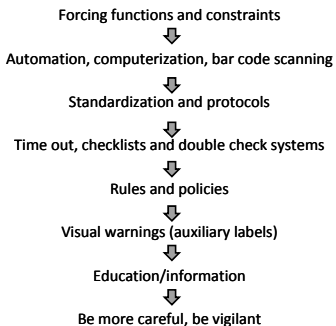 Forcing functions and constraints
Automation, computerization, bar code scanning
Standardization and protocols
Time out, checklists and double check systems
Rules and policies
Visual warnings (auxiliary labels)
Education/information
Be more careful, be vigilant